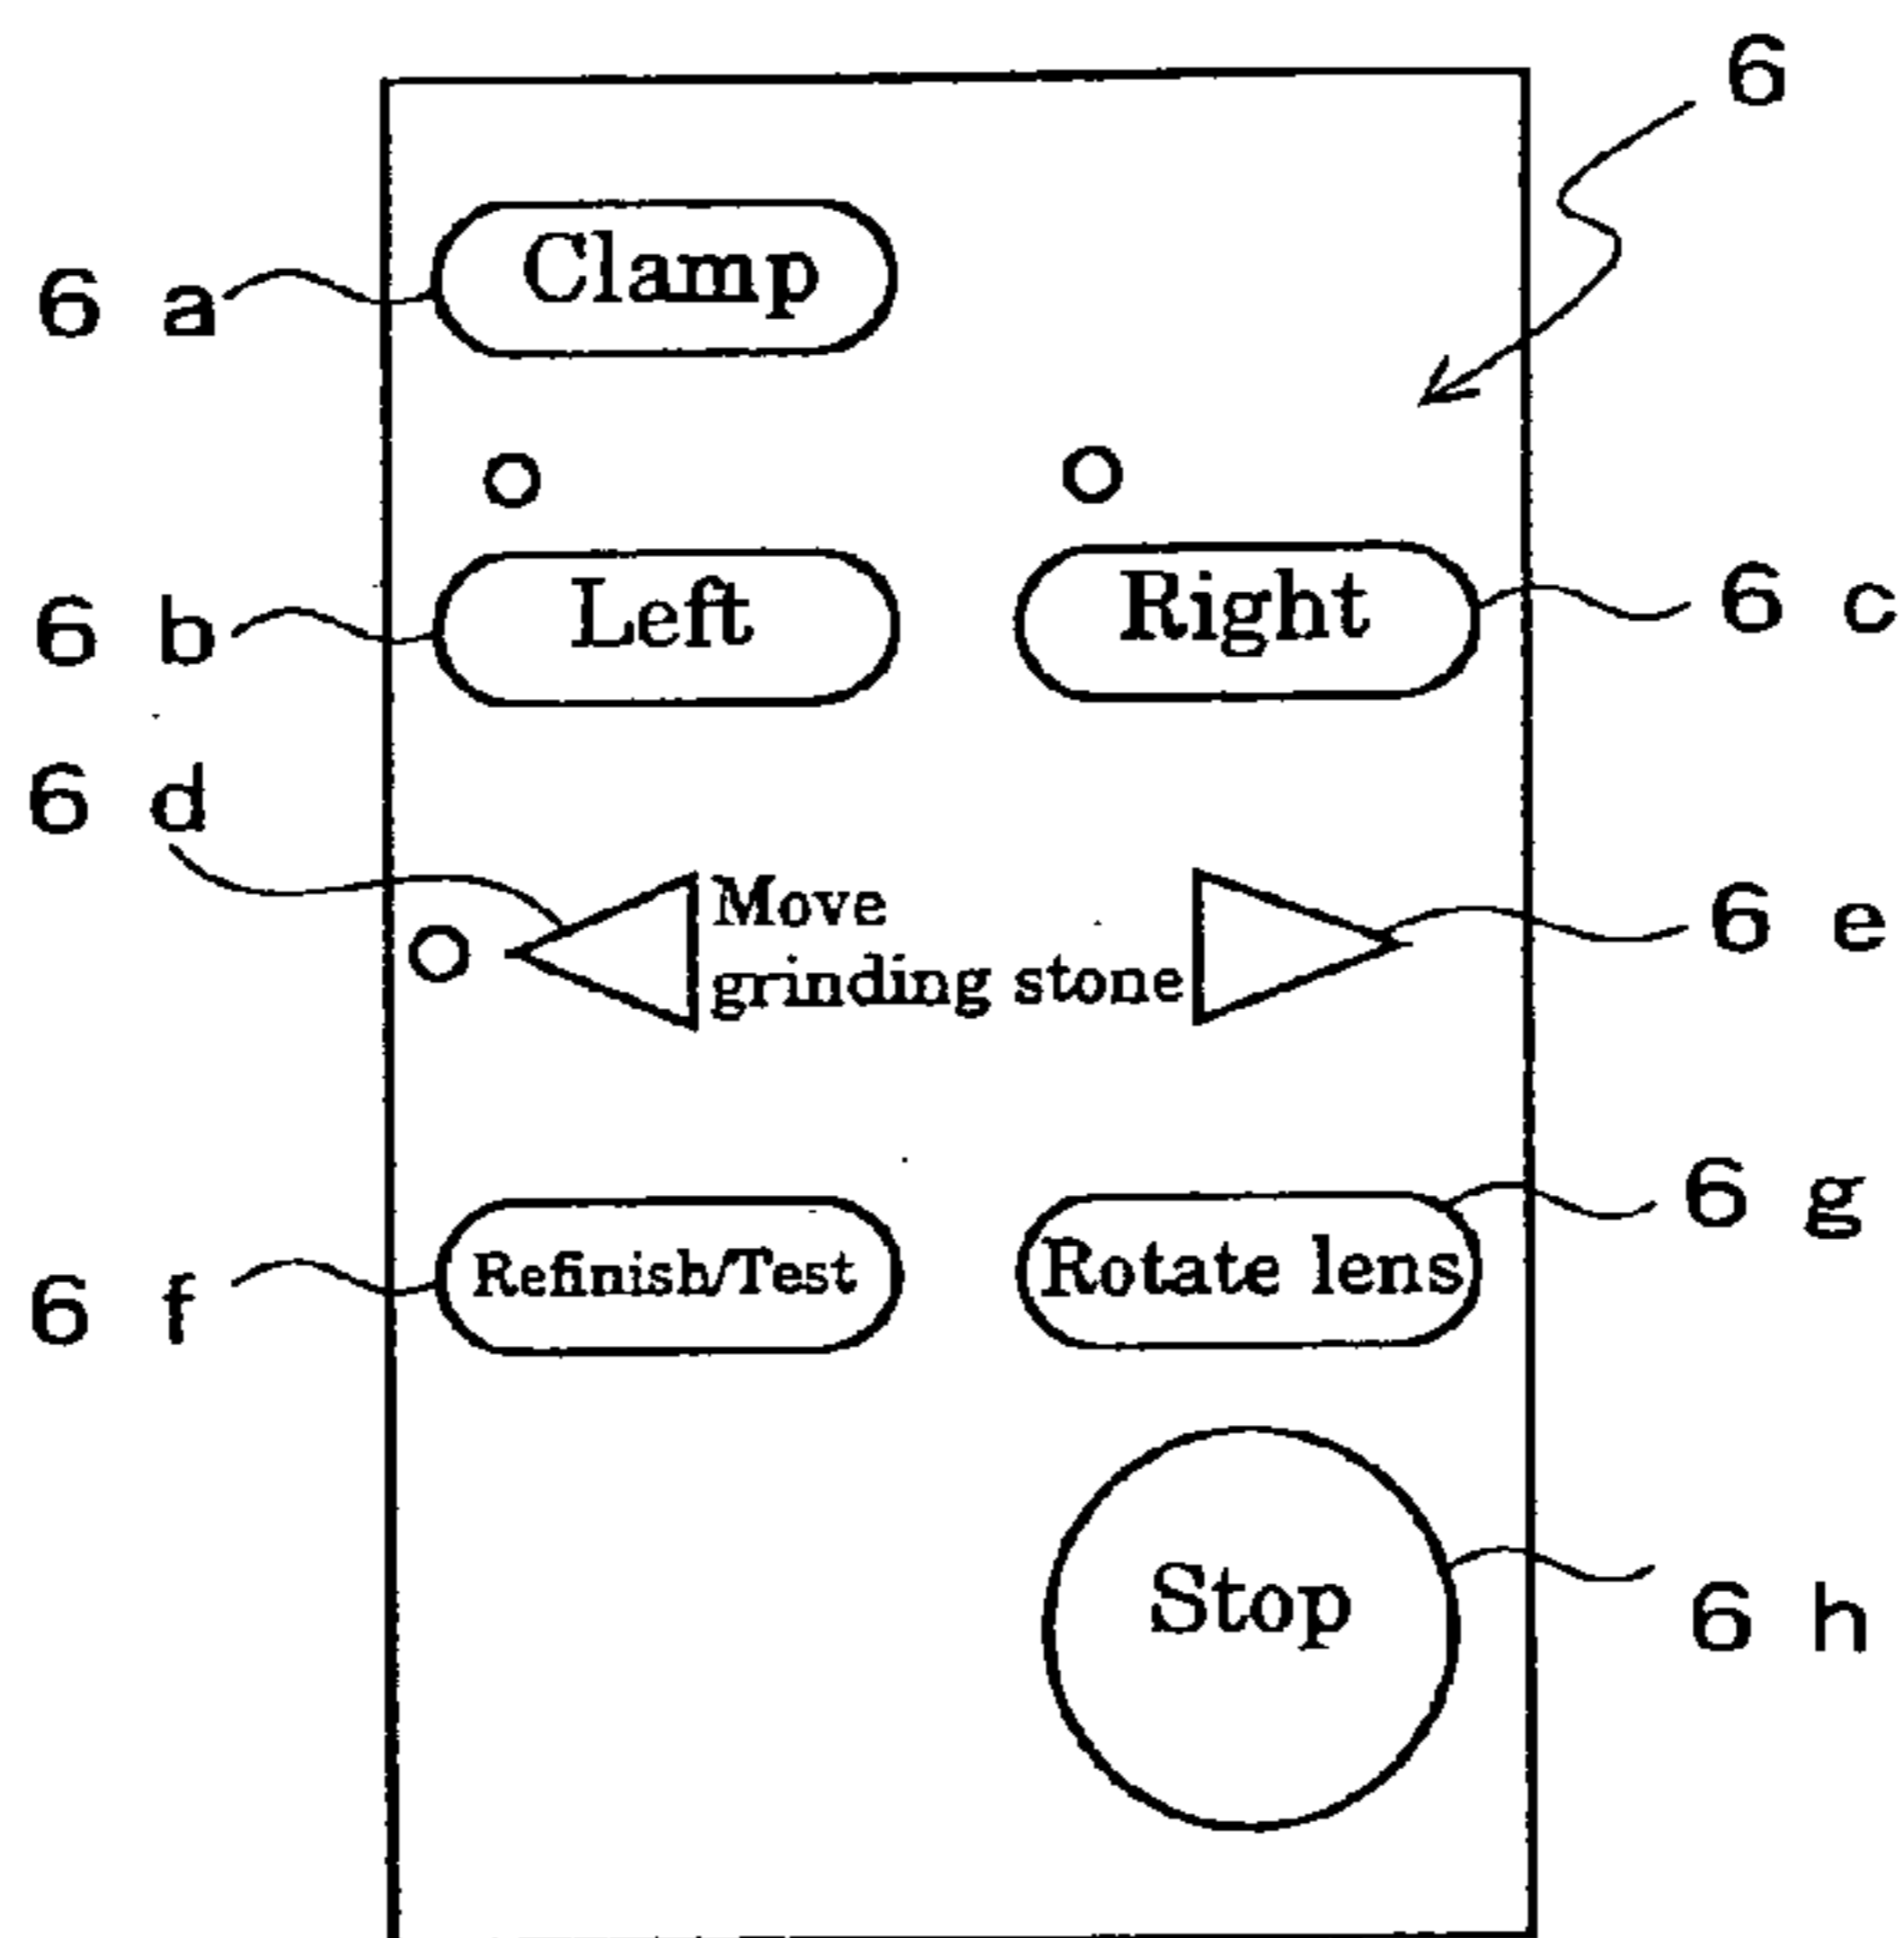 6
6 a
Clamp
6 b
Left
Right
6 c
6 d
Move
grinding stone
6 e
6 f
Refinish/Test
Rotate lens
6 g
Stop
6 h